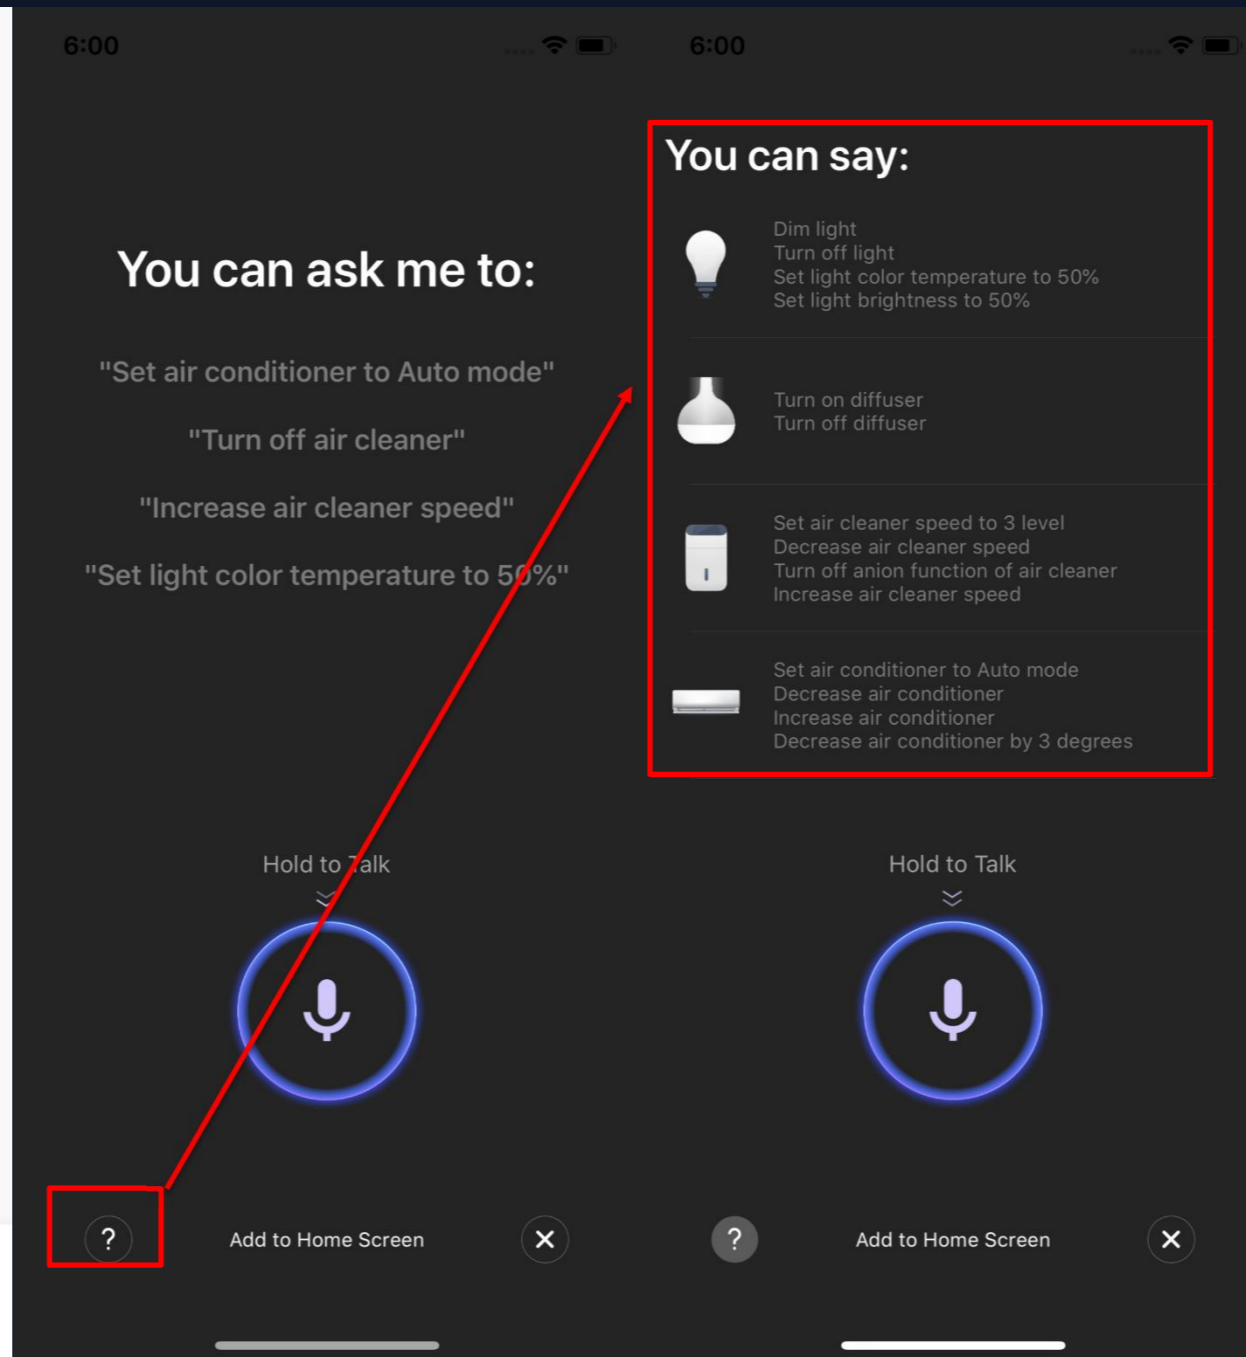 6:00
You can ask me to:
"Set air conditioner to Auto mode"
"Turn off air cleaner"
"Increase air cleaner speed"
"Set light color temperature to 50%"
Hold to Talk
?
Add to Home Screen
6:00
You can say:
Dim light
Turn off light
Set light color temperature to 50%
Set light brightness to 50%
Turn on diffuser
Turn off diffuser
Set air cleaner speed to 3 level
Decrease air cleaner speed
Turn off anion function of air cleaner
Increase air cleaner speed
Set air conditioner to Auto mode
Decrease air conditioner
Increase air conditioner
Decrease air conditioner by 3 degrees
Hold to Talk
?
Add to Home Screen